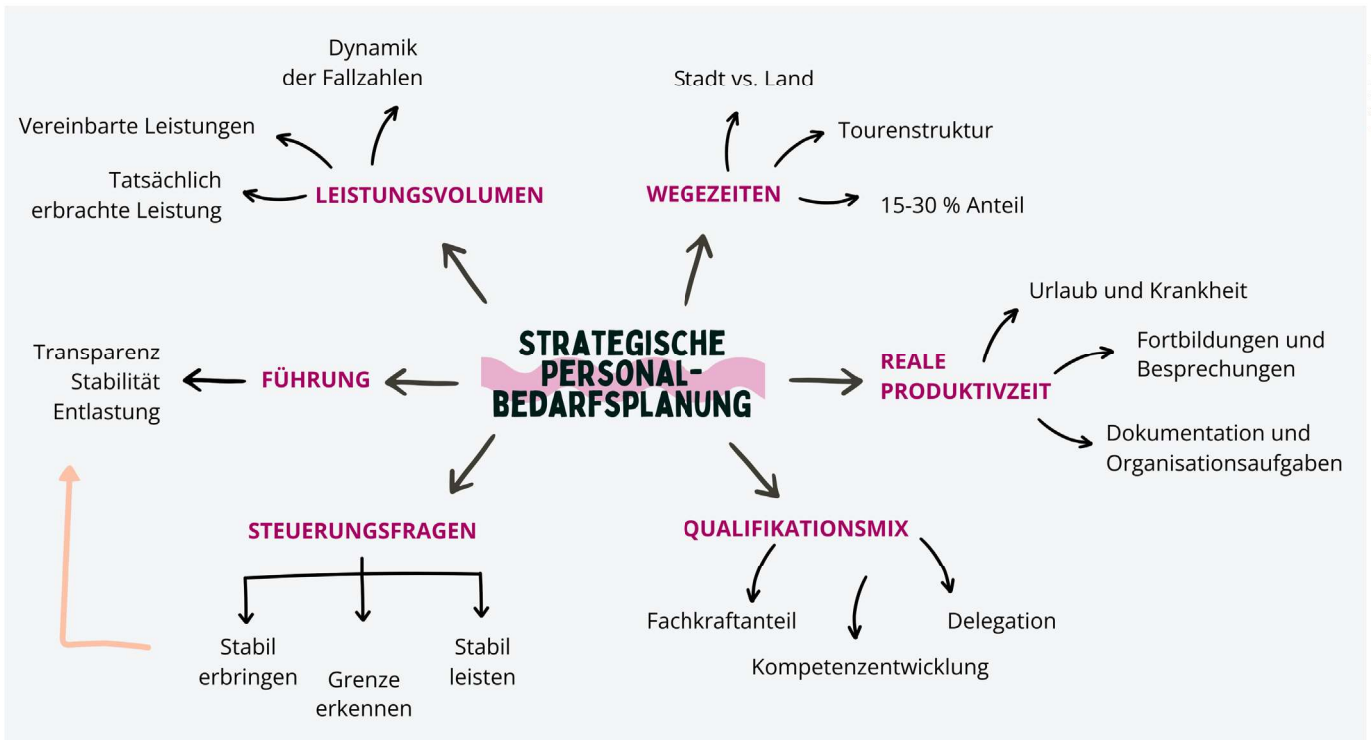 Dynamik
der Fallzahlen
Vereinbarte Leistungen
Tatsächlich
erbrachte Leistung
LEISTUNGSVOLUMEN
Stadt vs. Land
Tourenstruktur
WEGEZEITEN
15-30 % Anteil
Urlaub und Krankheit
Fortbildungen und
Besprechungen
REALE
PRODUKTIVZEIT
Dokumentation und
Organisationsaufgaben
STRATEGISCHE
PERSONAL-
BEDARFSPLANUNG
FÜHRUNG
Transparenz
Stabilität
Entlastung
STEUERUNGSFRAGEN
Stabil
erbringen
Grenze
erkennen
Stabil
leisten
QUALIFIKATIONSMIX
Fachkraftanteil
Kompetenzentwicklung
Delegation